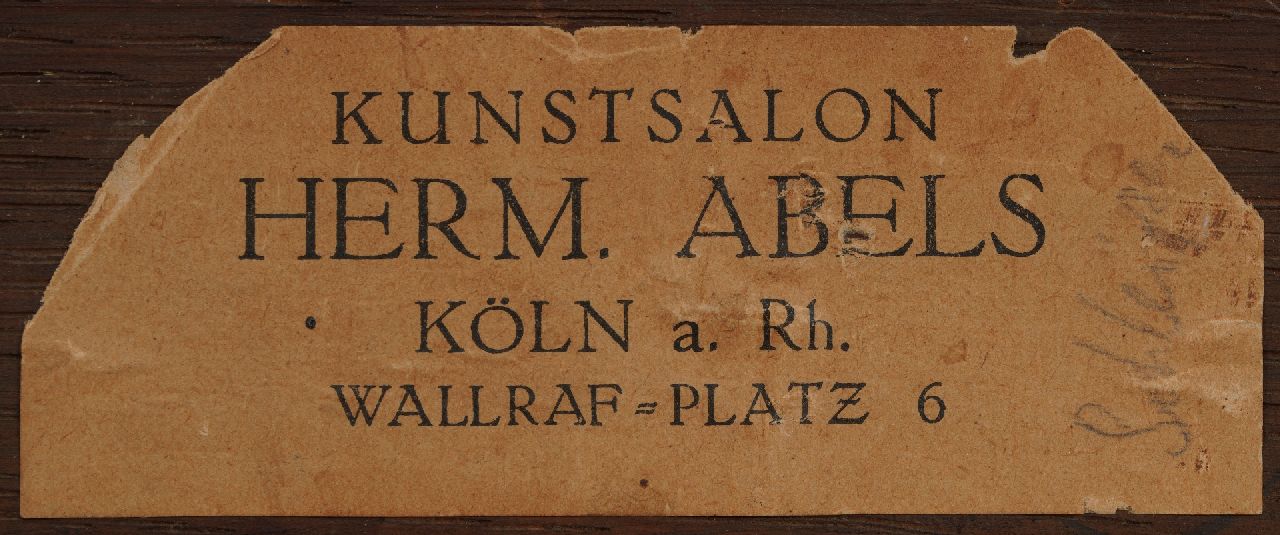 KUNSTSALON
HERM. ABELS
KÖLN a. Rh.
WALLRAF=PLATZ 6